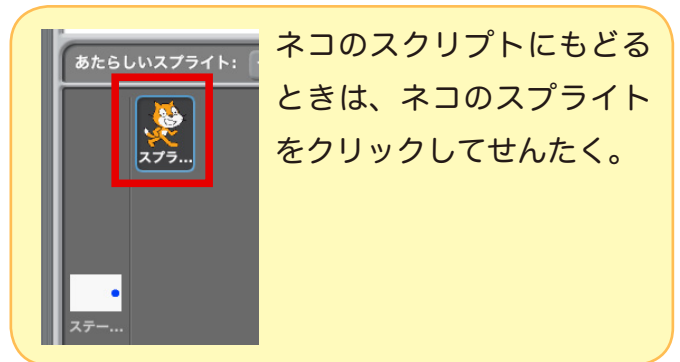 あたらしいスプライト:
スプラ...
ステー...
ネコのスクリプトにもどる
ときは、ネコのスプライト
をクリックしてせんたく。